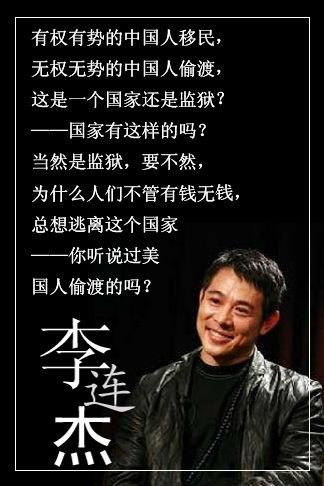 有权有势的中国人移民，
无权无势的中国人偷渡，
这是一个国家还是监狱？
——国家有这样的吗？
当然是监狱，要不然，
为什么人们不管有钱无钱，
总想逃离这个国家
——你听说过美
国人偷渡的吗？
李连杰